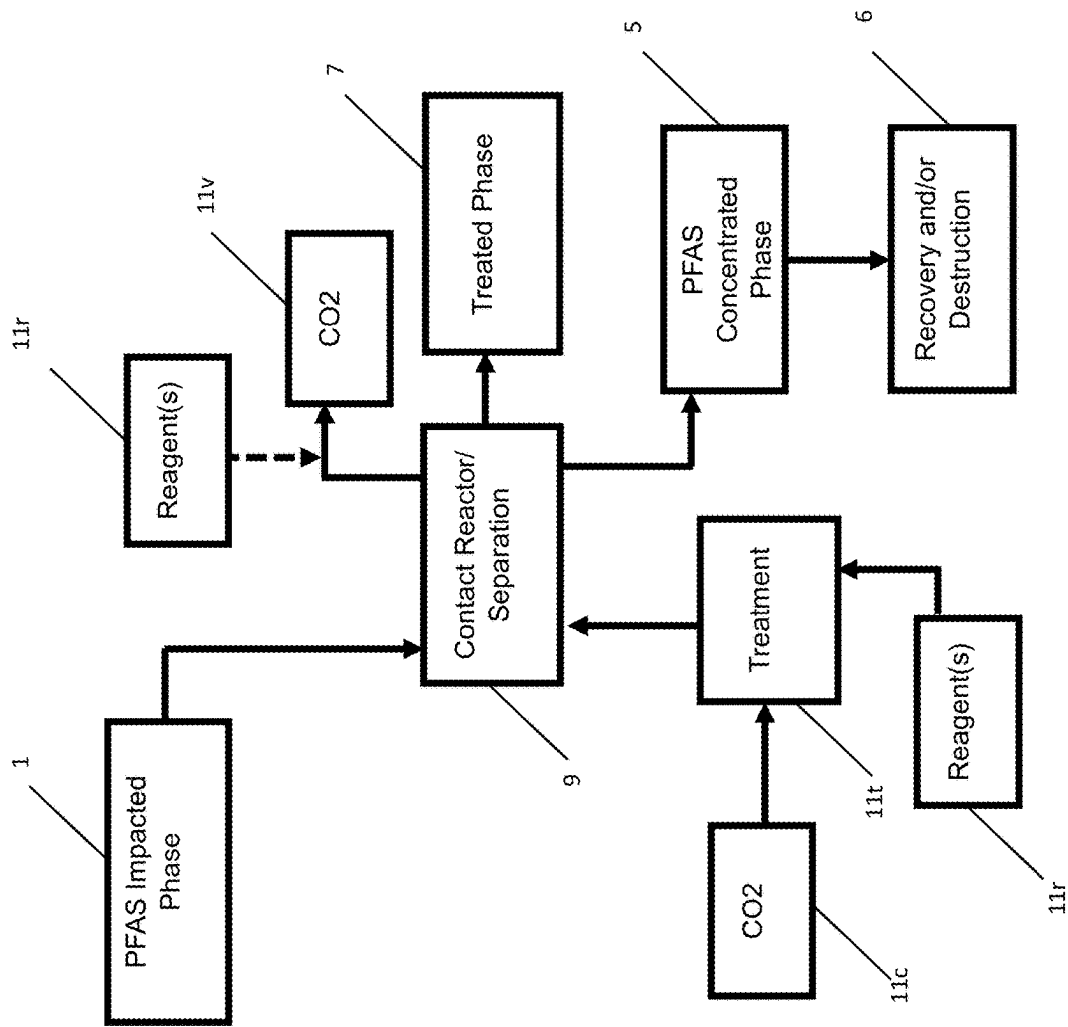 1
PFAS Impacted
Phase
11r
Reagent(s)
11v
CO2
7
Treated Phase
Contact Reactor/
Separation
9
5
PFAS
Concentrated
Phase
6
Recovery and/or
Destruction
CO2
11c
Treatment
11t
Reagent(s)
11r